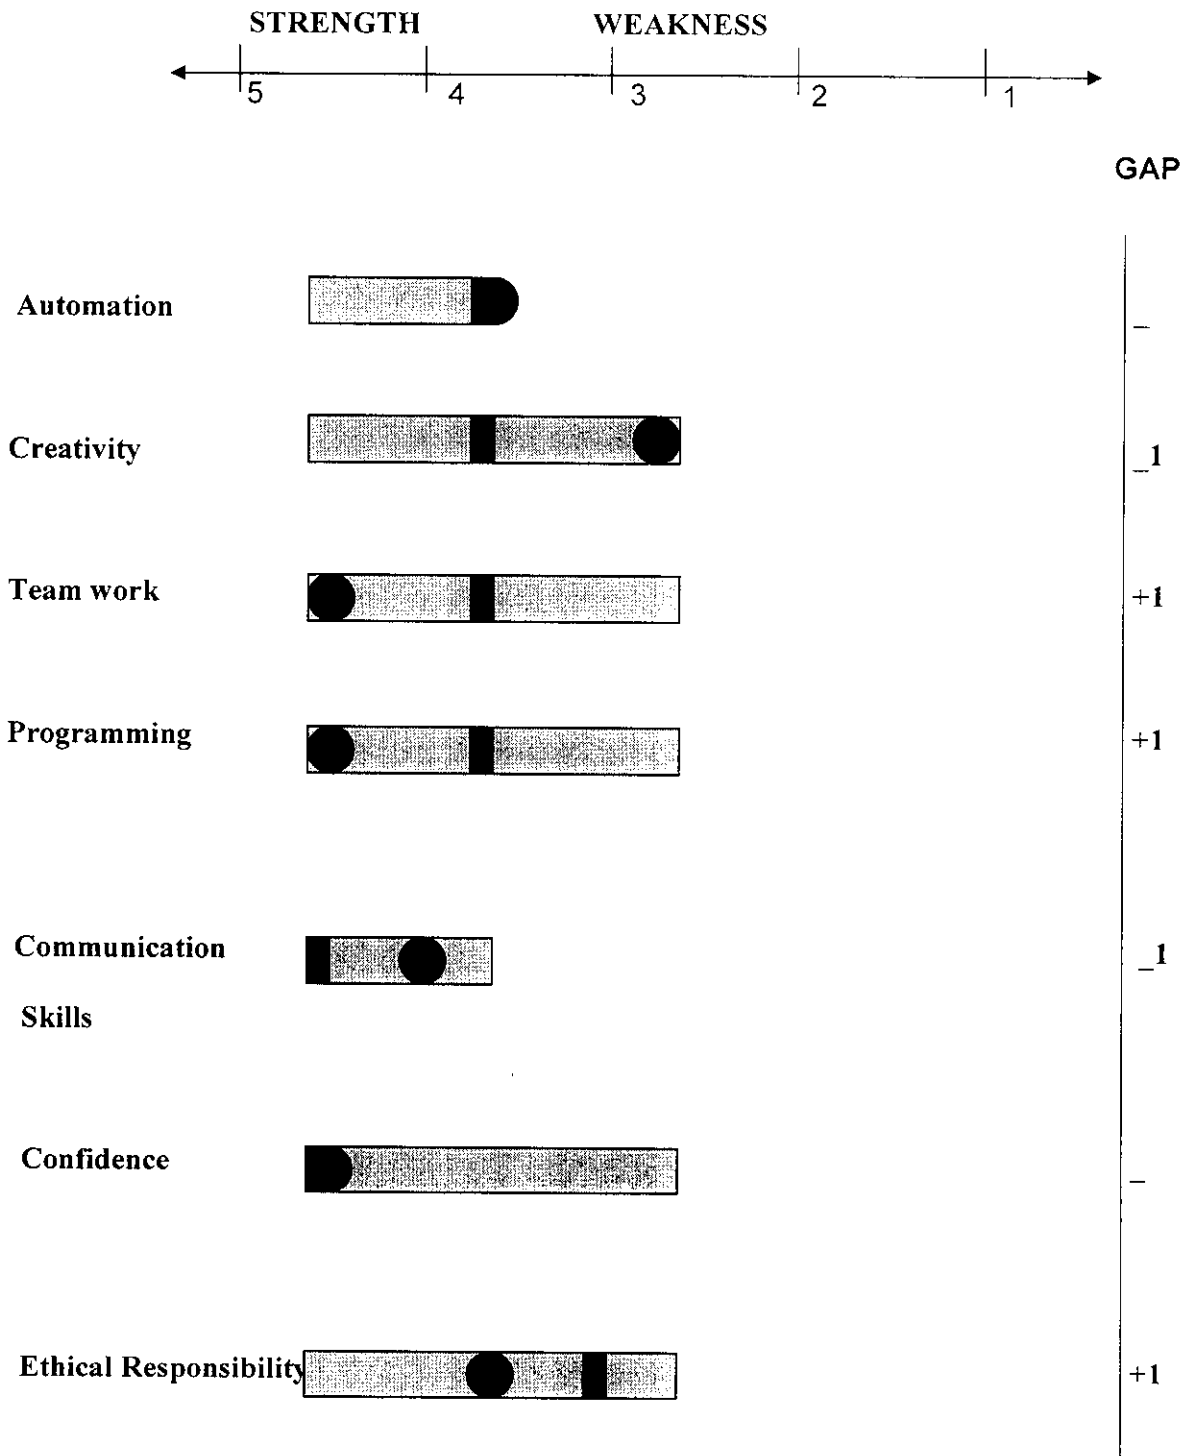 STRENGTH WEAKNESS
5 4 3 2 1
GAP
Automation –
Creativity _1
Team work +1
Programming +1
Communication _1
Skills
Confidence –
Ethical Responsibility +1